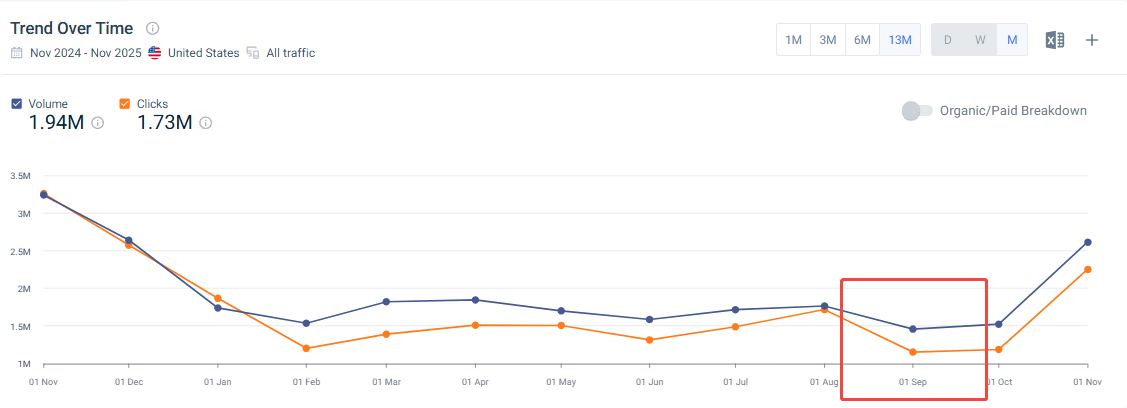 Trend Over Time
Nov 2024 - Nov 2025 United States All traffic
1M 3M 6M 13M D W M
Volume Clicks
1.94M 1.73M
Organic/Paid Breakdown
3.5M
3M
2.5M
2M
1.5M
1M
01 Nov 01 Dec 01 Jan 01 Feb 01 Mar 01 Apr 01 May 01 Jun 01 Jul 01 Aug 01 Sep 01 Oct 01 Nov